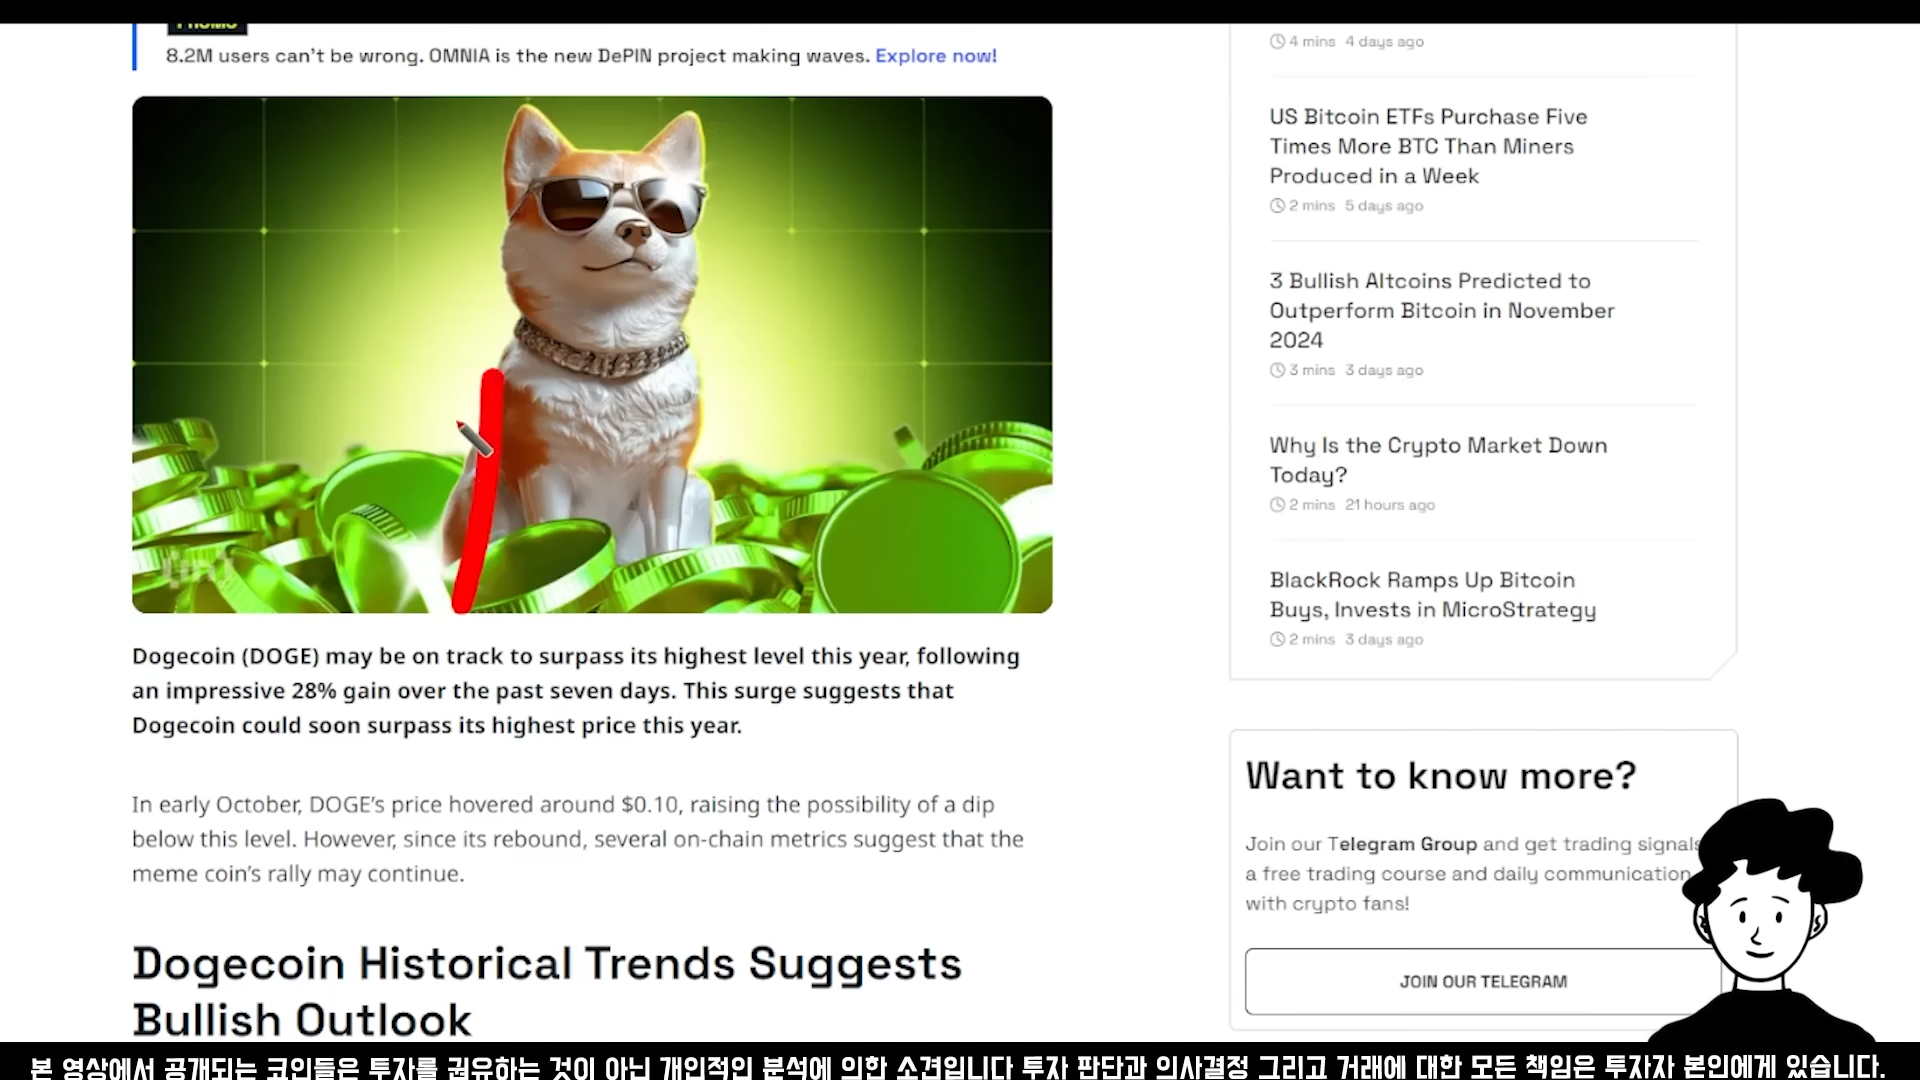 PROMO
8.2M users can't be wrong. OMNIA is the new DePIN project making waves. Explore now!
Dogecoin (DOGE) may be on track to surpass its highest level this year, following
an impressive 28% gain over the past seven days. This surge suggests that
Dogecoin could soon surpass its highest price this year.
In early October, DOGE's price hovered around $0.10, raising the possibility of a dip
below this level. However, since its rebound, several on-chain metrics suggest that the
meme coin's rally may continue.
Dogecoin Historical Trends Suggests
Bullish Outlook
4 mins 4 days ago
US Bitcoin ETFs Purchase Five
Times More BTC Than Miners
Produced in a Week
2 mins 5 days ago
3 Bullish Altcoins Predicted to
Outperform Bitcoin in November
2024
3 mins 3 days ago
Why Is the Crypto Market Down
Today?
2 mins 21 hours ago
BlackRock Ramps Up Bitcoin
Buys, Invests in MicroStrategy
2 mins 3 days ago
Want to know more?
Join our Telegram Group and get trading signals
a free trading course and daily communication
with crypto fans!
JOIN OUR TELEGRAM
본 영상에서 공개되는 코인들은 투자를 권유하는 것이 아닌 개인적인 분석에 의한 소견입니다 투자 판단과 의사결정 그리고 거래에 대한 모든 책임은 투자자 본인에게 있습니다.